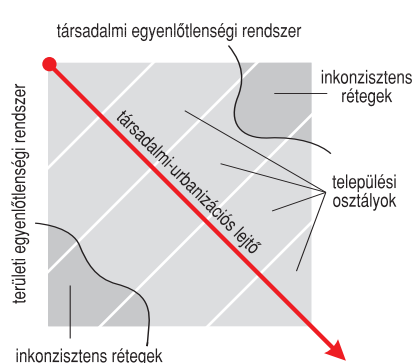 társadalmi egyenlőtlenségi rendszer
inkonzisztens
rétegek
területi egyenlőtlenségi rendszer
társadalmi-urbanizációs lejtő
települési
osztályok
inkonzisztens rétegek